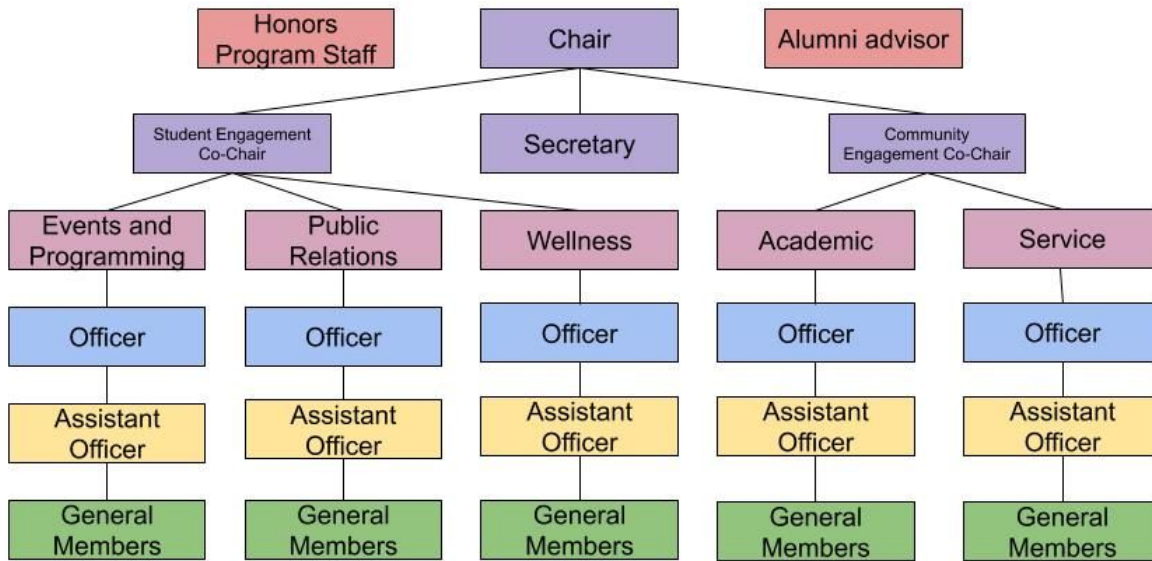 Honors
Program Staff
Chair
Alumni advisor
Student Engagement
Co-Chair
Secretary
Community
Engagement Co-Chair
Events and
Programming
Public
Relations
Wellness
Academic
Service
Officer
Officer
Officer
Officer
Officer
Assistant
Officer
Assistant
Officer
Assistant
Officer
Assistant
Officer
Assistant
Officer
General
Members
General
Members
General
Members
General
Members
General
Members